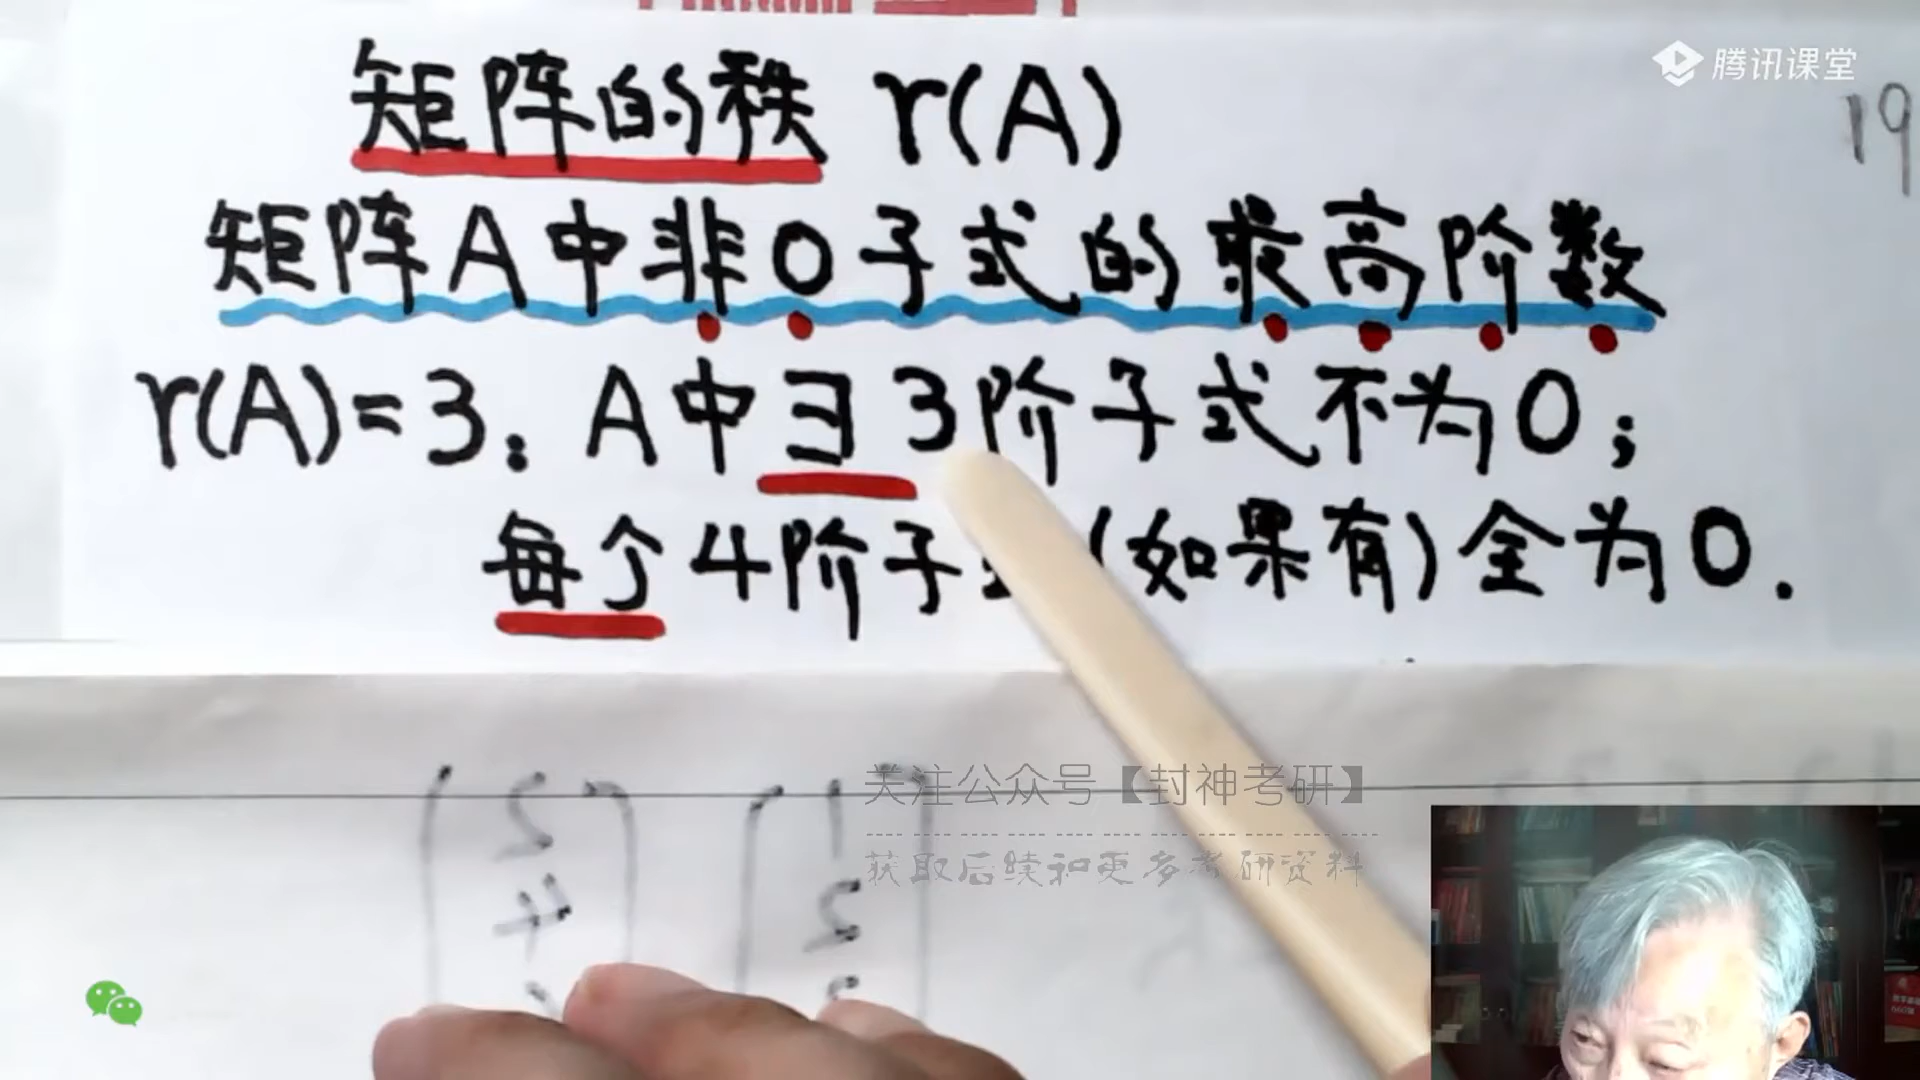 腾讯课堂
19
矩阵的秩 r(A)
矩阵A中非0子式的最高阶数
r(A)=3：A中∃3阶子式不为0；
每个4阶子 (如果有)全为0.
关注公众号【封神考研】
获取后续和更多考研资料